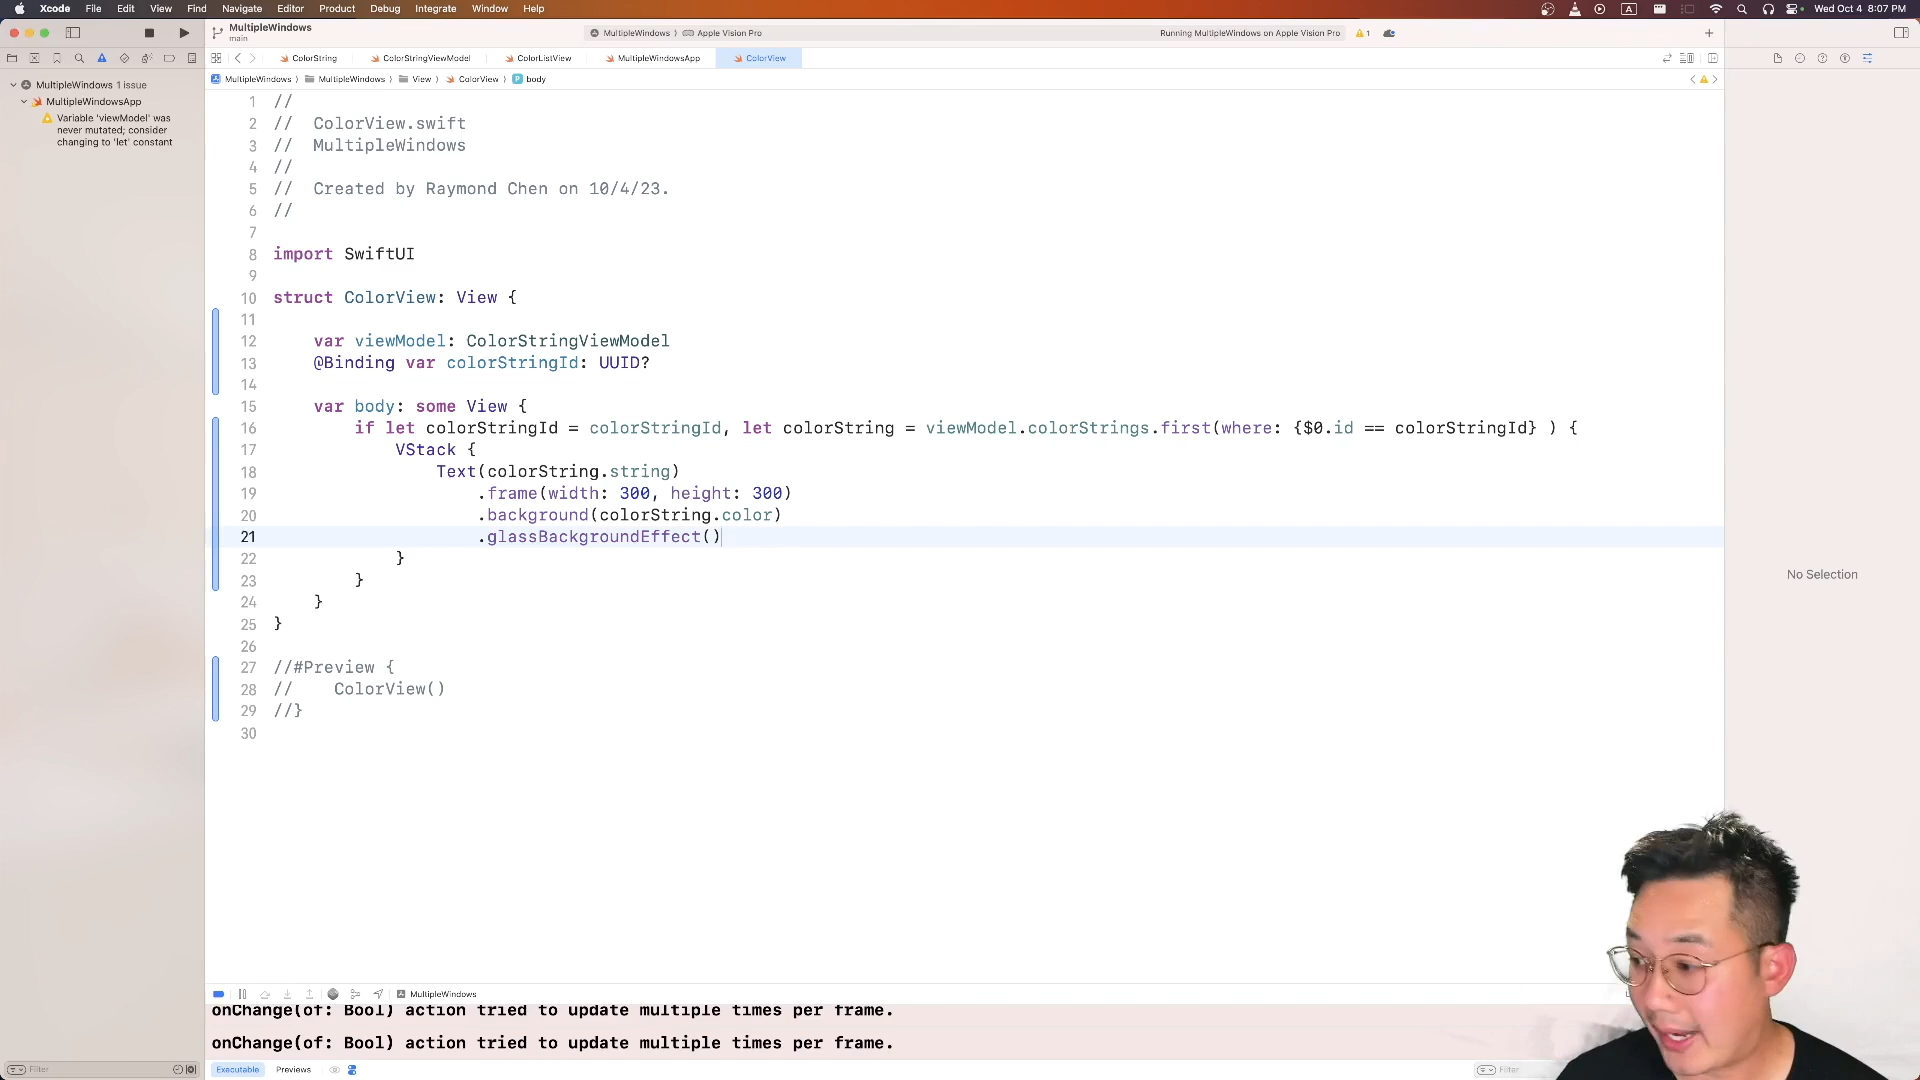 Xcode File Edit View Find Navigate Editor Product Debug Integrate Window Help
A
Wed Oct 4 8:07 PM
MultipleWindows
main
MultipleWindows
Apple Vision Pro
Running MultipleWindows on Apple Vision Pro
1
ColorString
ColorStringViewModel
ColorListView
MultipleWindowsApp
ColorView
MultipleWindows
MultipleWindows
View
ColorView
P body
MultipleWindows 1 issue
MultipleWindowsApp
Variable 'viewModel' was
never mutated; consider
changing to 'let' constant
1 //
2 //  ColorView.swift
3 //  MultipleWindows
4 //
5 //  Created by Raymond Chen on 10/4/23.
6 //
7
8 import SwiftUI
9
10 struct ColorView: View {
11
12     var viewModel: ColorStringViewModel
13     @Binding var colorStringId: UUID?
14
15     var body: some View {
16         if let colorStringId = colorStringId, let colorString = viewModel.colorStrings.first(where: {$0.id == colorStringId} ) {
17             VStack {
18                 Text(colorString.string)
19                     .frame(width: 300, height: 300)
20                     .background(colorString.color)
21                     .glassBackgroundEffect()
22             }
23         }
24     }
25 }
26
27 //#Preview {
28 //    ColorView()
29 //}
30
No Selection
MultipleWindows
onChange(of: Bool) action tried to update multiple times per frame.
onChange(of: Bool) action tried to update multiple times per frame.
Filter
Executable
Previews
Filter